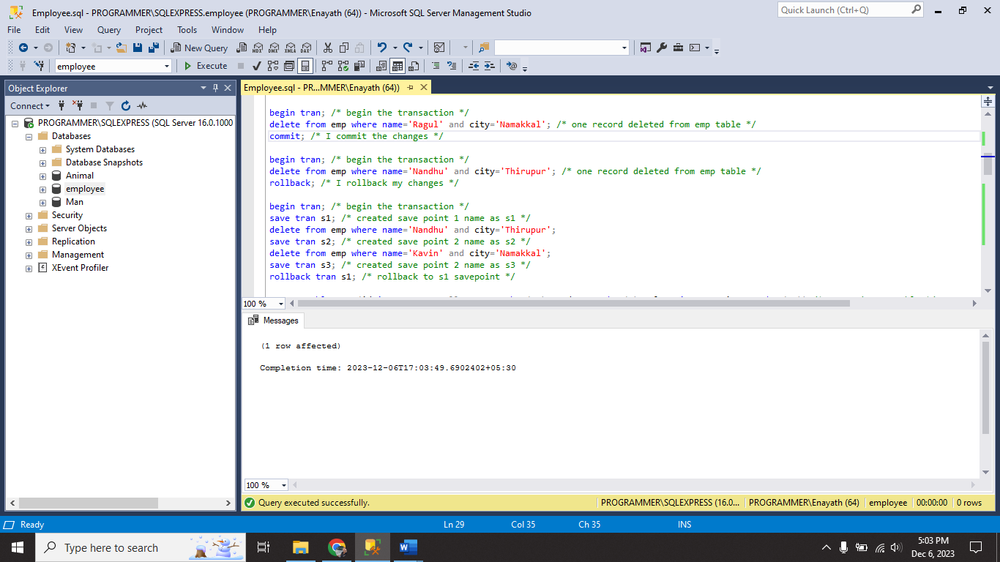 Employee.sql - PROGRAMMER\SQLEXPRESS.employee (PROGRAMMER\Enayath (64)) - Microsoft SQL Server Management Studio
Quick Launch (Ctrl+Q)
File Edit View Query Project Tools Window Help
New Query MDX DMX XMLA DAX
employee Execute
Object Explorer
Connect
PROGRAMMER\SQLEXPRESS (SQL Server 16.0.1000
Databases
System Databases
Database Snapshots
Animal
employee
Man
Security
Server Objects
Replication
Management
XEvent Profiler
Employee.sql - PR...MMER\Enayath (64))
begin tran; /* begin the transaction */
delete from emp where name='Ragul' and city='Namakkal'; /* one record deleted from emp table */
commit; /* I commit the changes */
begin tran; /* begin the transaction */
delete from emp where name='Nandhu' and city='Thirupur'; /* one record deleted from emp table */
rollback; /* I rollback my changes */
begin tran; /* begin the transaction */
save tran s1; /* created save point 1 name as s1 */
delete from emp where name='Nandhu' and city='Thirupur';
save tran s2; /* created save point 2 name as s2 */
delete from emp where name='Kavin' and city='Namakkal';
save tran s3; /* created save point 2 name as s3 */
rollback tran s1; /* rollback to s1 savepoint */
100 %
Messages
(1 row affected)
Completion time: 2023-12-06T17:03:49.6902402+05:30
100 %
Query executed successfully. PROGRAMMER\SQLEXPRESS (16.0... PROGRAMMER\Enayath (64) employee 00:00:00 0 rows
Ready Ln 29 Col 35 Ch 35 INS
Type here to search
5:03 PM
Dec 6, 2023